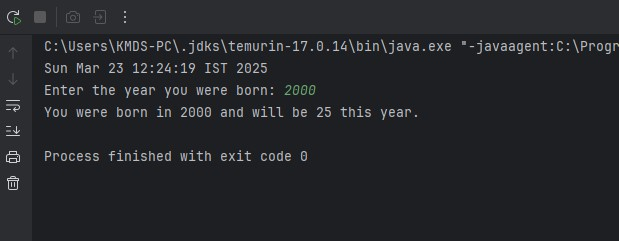 C:\Users\KMDS-PC\.jdks\temurin-17.0.14\bin\java.exe "-javaagent:C:\Progr
Sun Mar 23 12:24:19 IST 2025
Enter the year you were born: 2000
You were born in 2000 and will be 25 this year.
Process finished with exit code 0